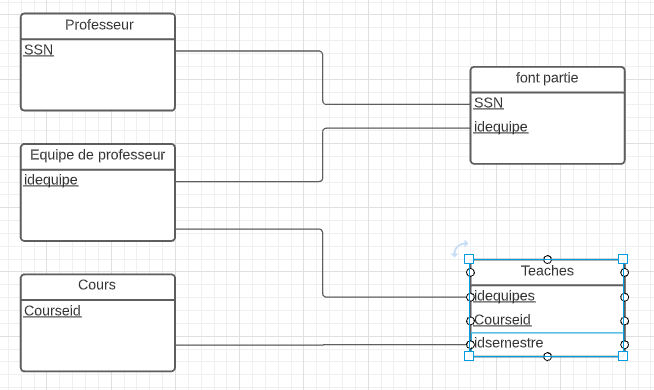 Professeur
SSN
Equipe de professeur
idequipe
Cours
Courseid
font partie
SSN
idequipe
Teaches
idequipes
Courseid
idsemestre